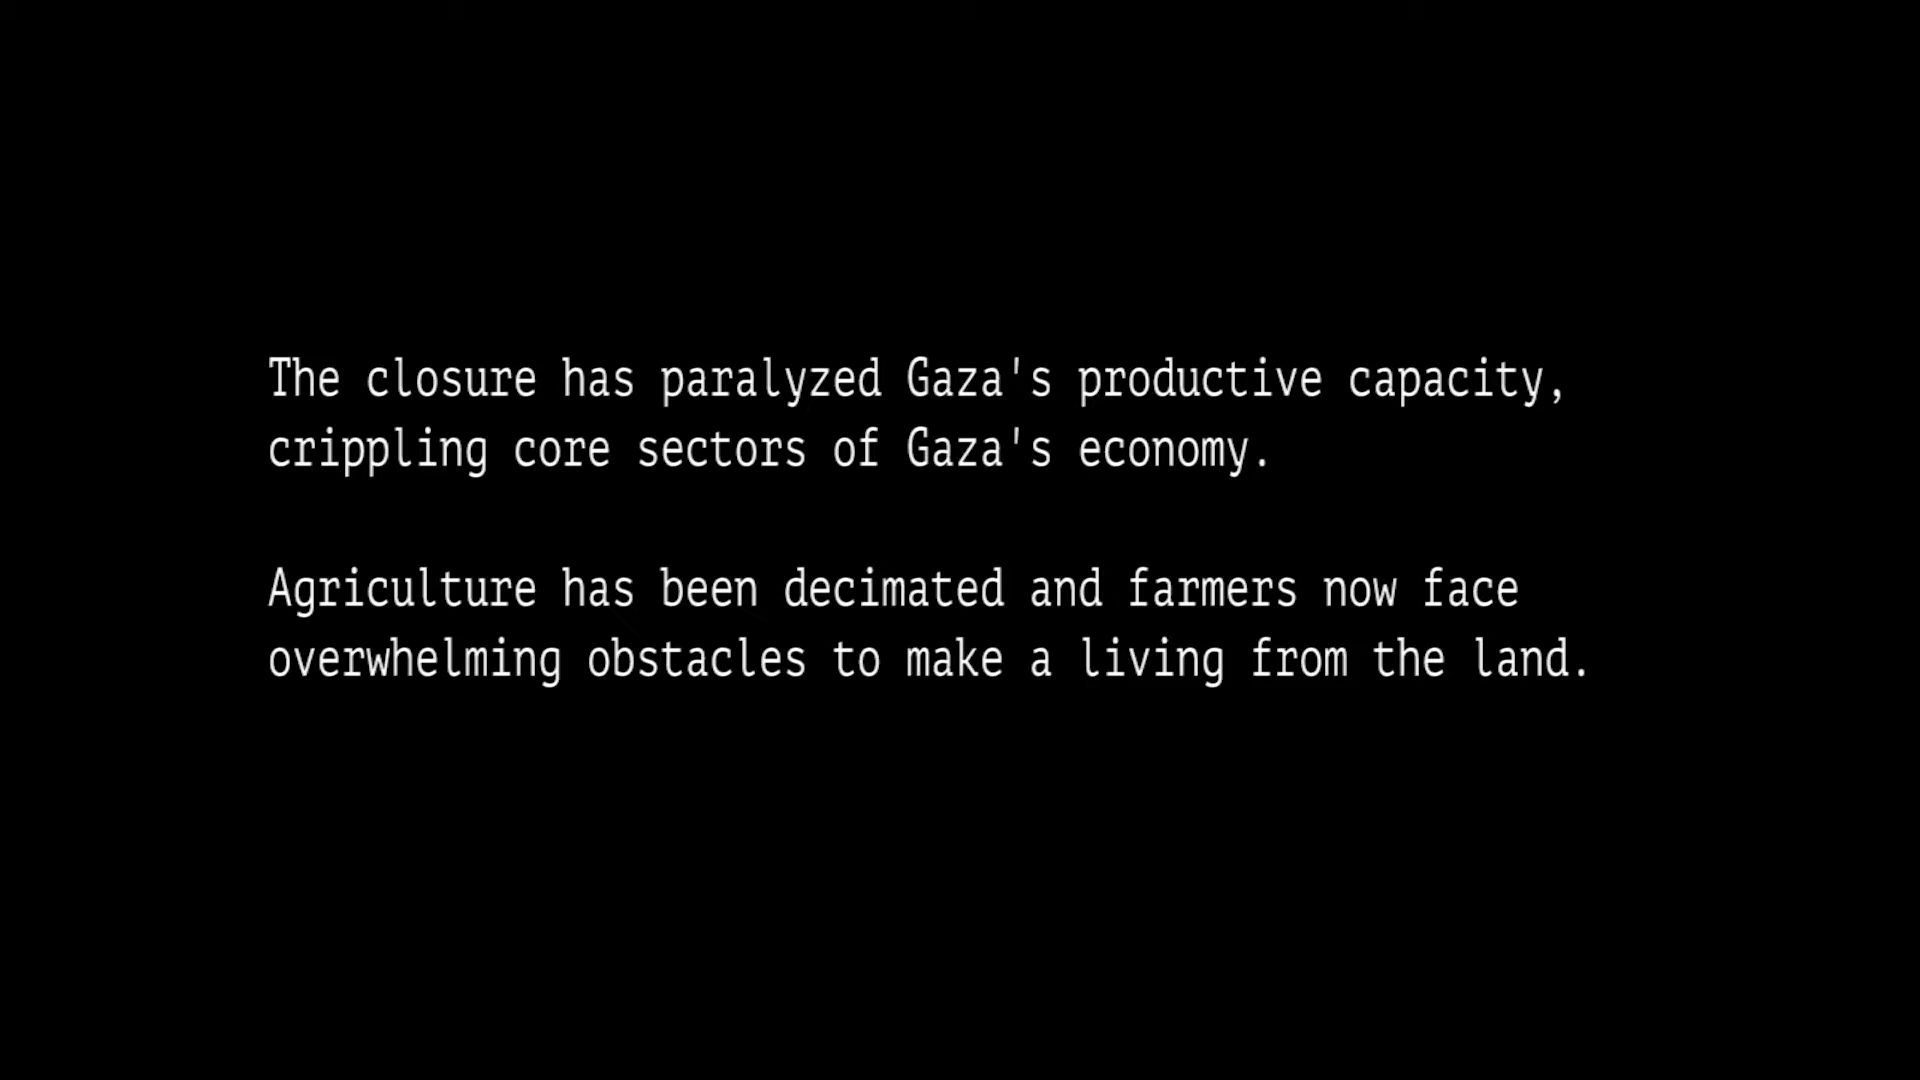 The closure has paralyzed Gaza's productive capacity,
crippling core sectors of Gaza's economy.
Agriculture has been decimated and farmers now face
overwhelming obstacles to make a living from the land.